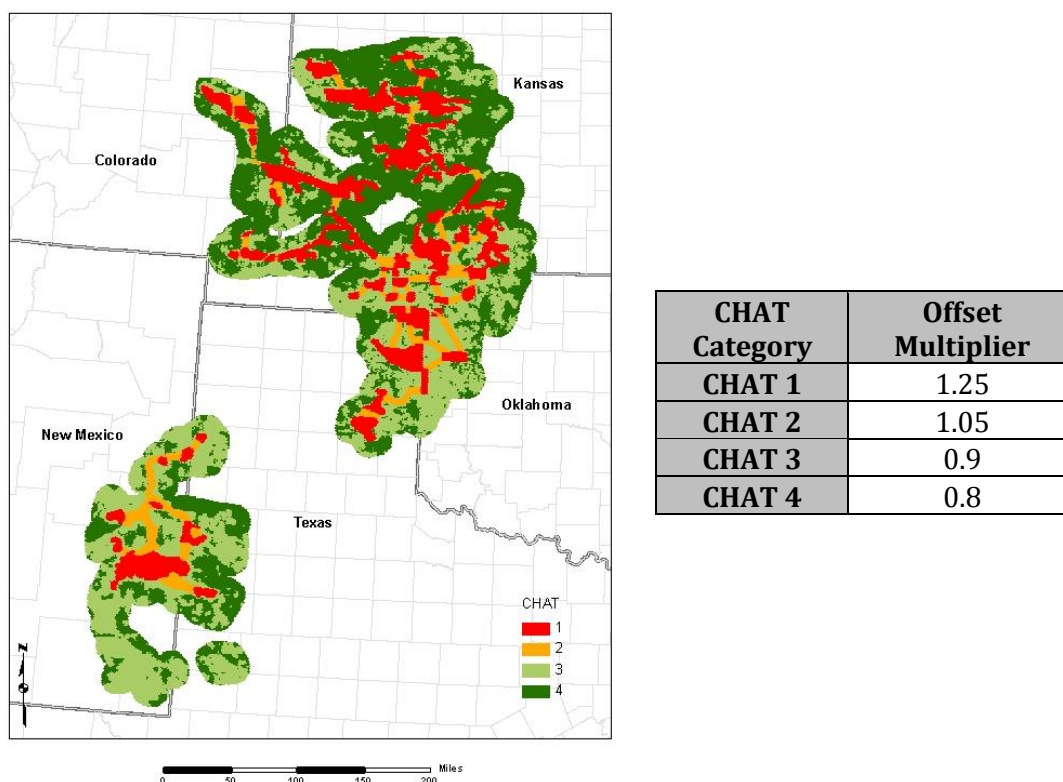 Kansas
Colorado
Oklahoma
New Mexico
Texas
CHAT
1
2
3
4
N
Miles
0 50 100 150 200
CHAT Category Offset Multiplier
CHAT 1 1.25
CHAT 2 1.05
CHAT 3 0.9
CHAT 4 0.8